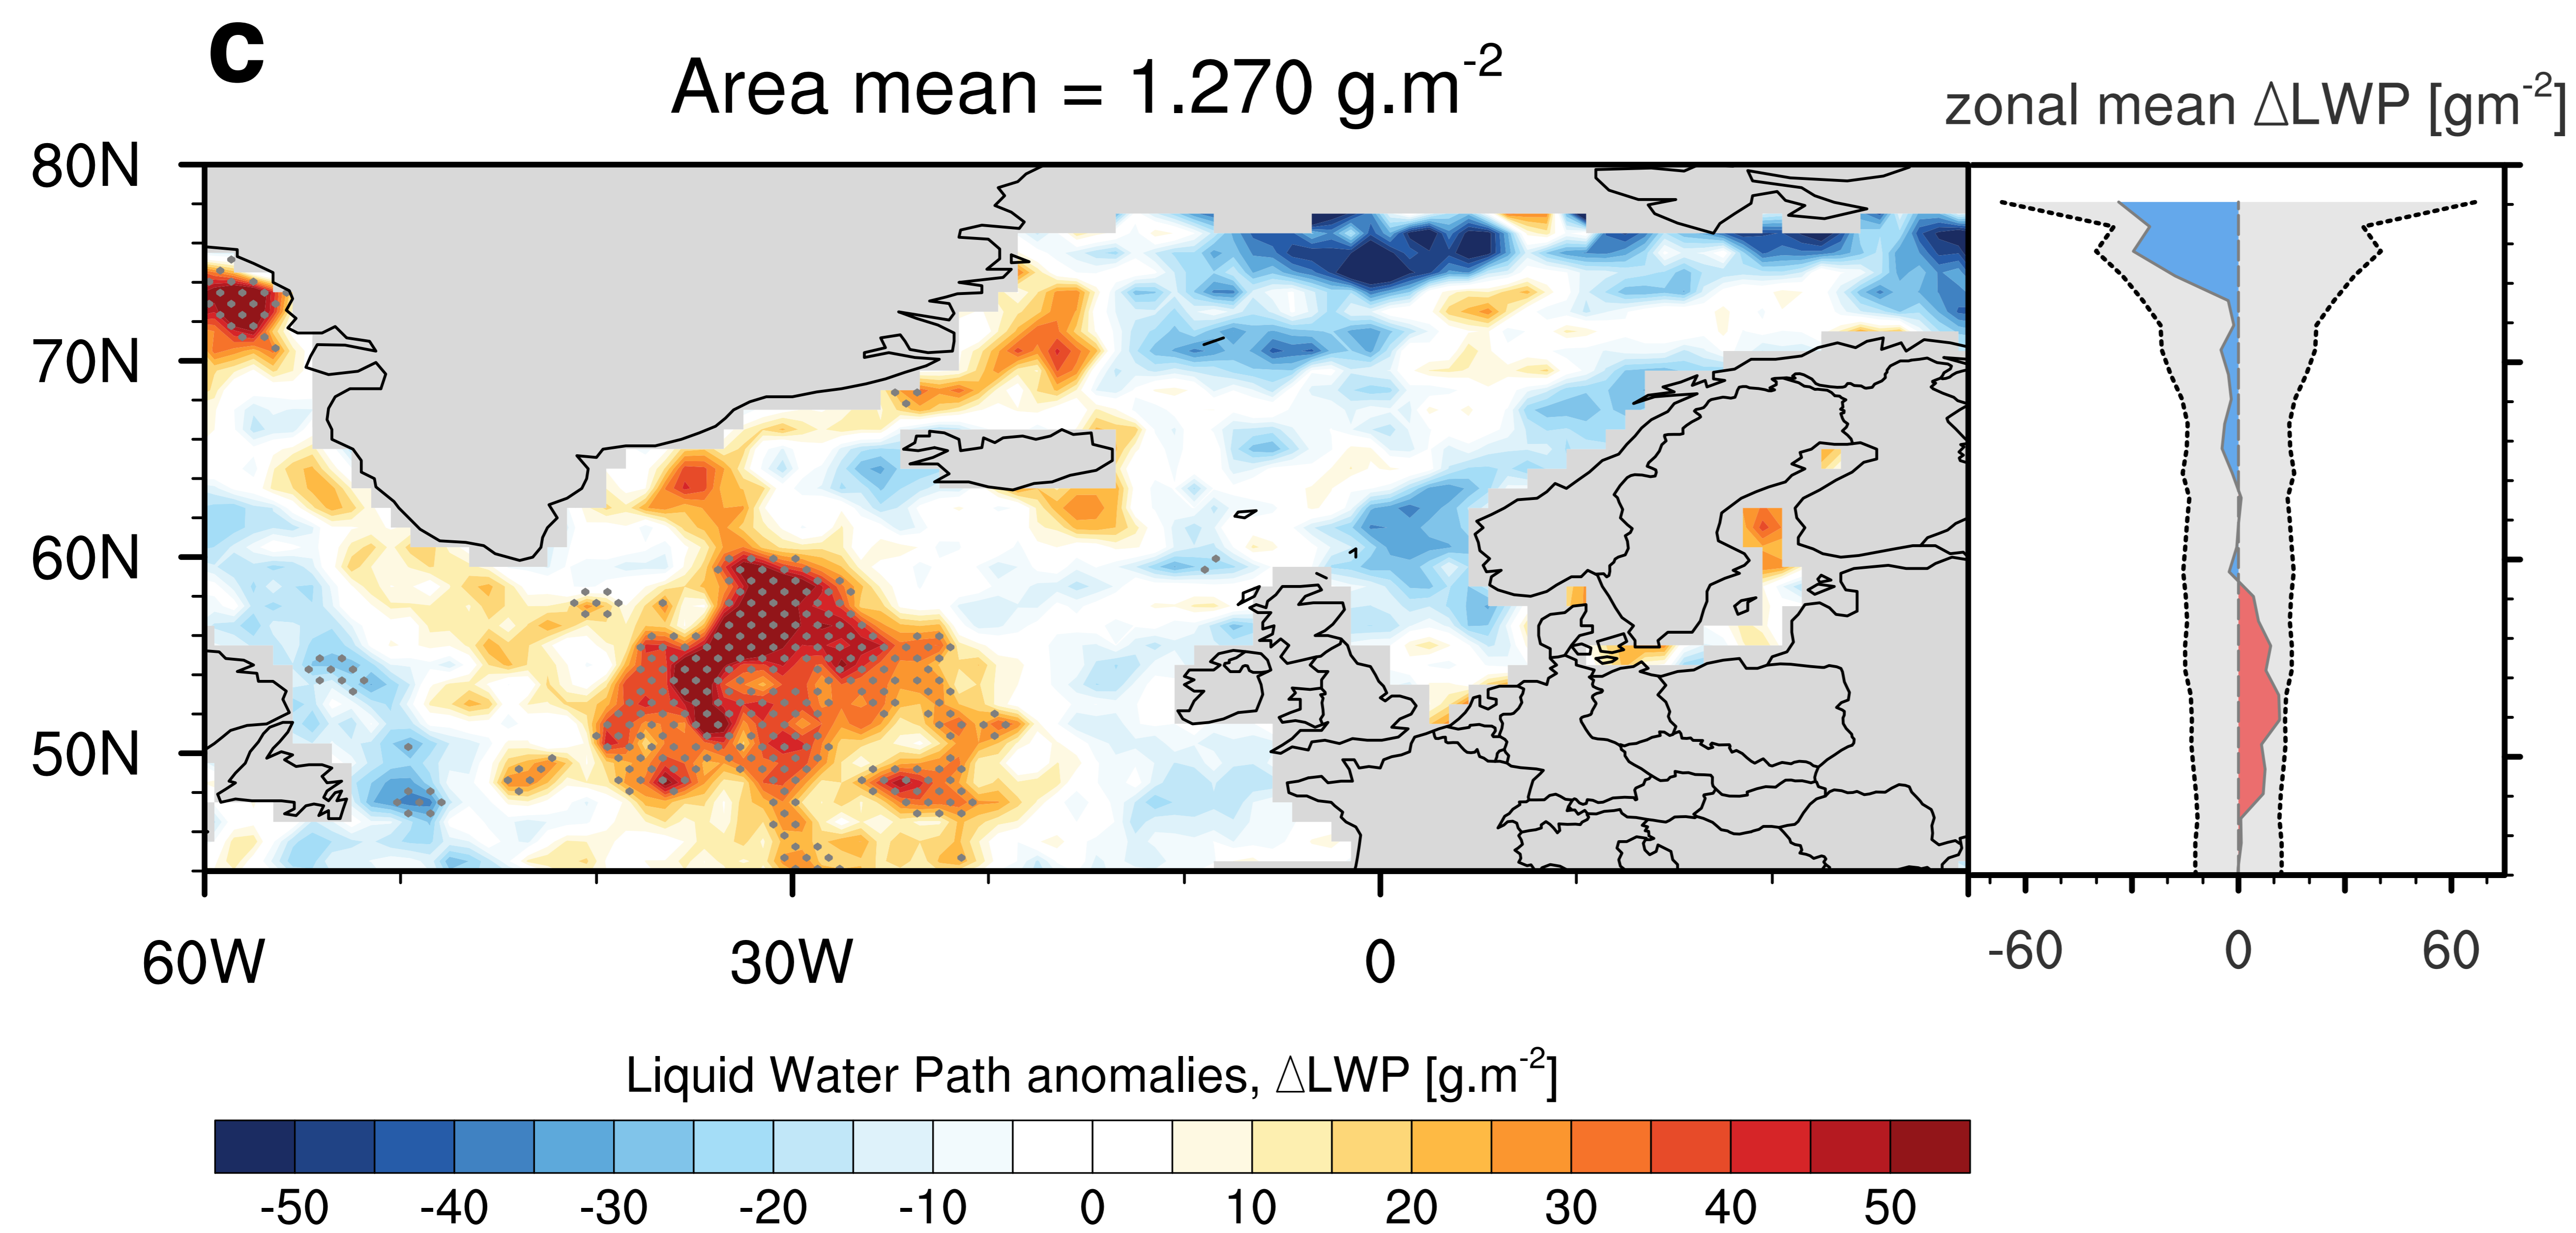 c
Area mean = 1.270 g.m-2
zonal mean ΔLWP [gm-2]
80N
70N
60N
50N
60W 30W 0
-60 0 60
Liquid Water Path anomalies, ΔLWP [g.m-2]
-50 -40 -30 -20 -10 0 10 20 30 40 50